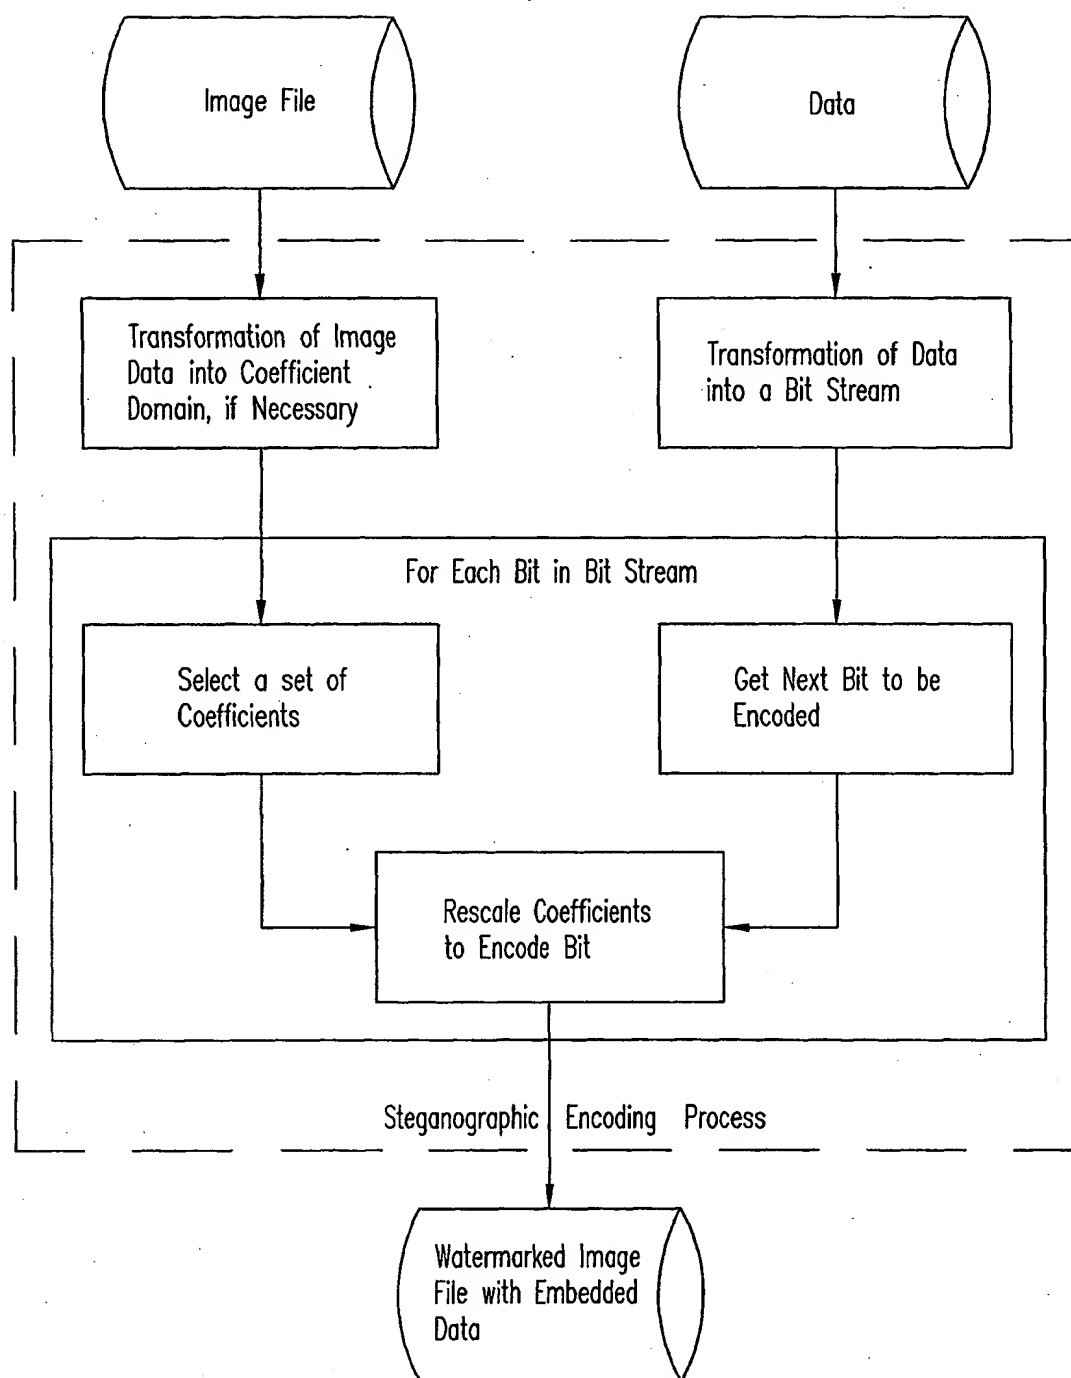 Image File
Data
Transformation of Image
Data into Coefficient
Domain, if Necessary
Transformation of Data
into a Bit Stream
For Each Bit in Bit Stream
Select a set of
Coefficients
Get Next Bit to be
Encoded
Rescale Coefficients
to Encode Bit
Steganographic Encoding Process
Watermarked Image
File with Embedded
Data